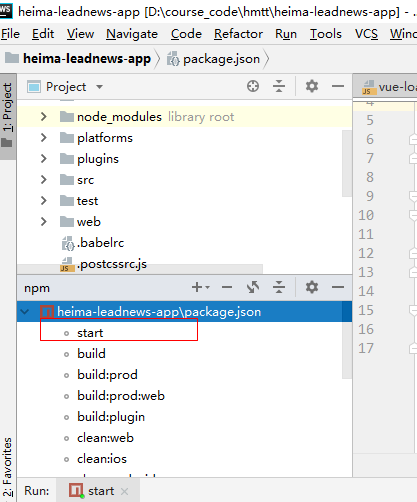 WS heima-leadnews-app [D:\course_code\hmtt\heima-leadnews-app] - ..
File Edit View Navigate Code Refactor Run Tools VCS Window
heima-leadnews-app package.json
1: Project
Project
vue-loa
node_modules library root
platforms
plugins
src
test
web
.babelrc
.postcssrc.js
4
5
6
7
8
9
10
11
12
13
14
15
16
17
npm
heima-leadnews-app\package.json
start
build
build:prod
build:prod:web
build:plugin
clean:web
clean:ios
2: Favorites
Run: start